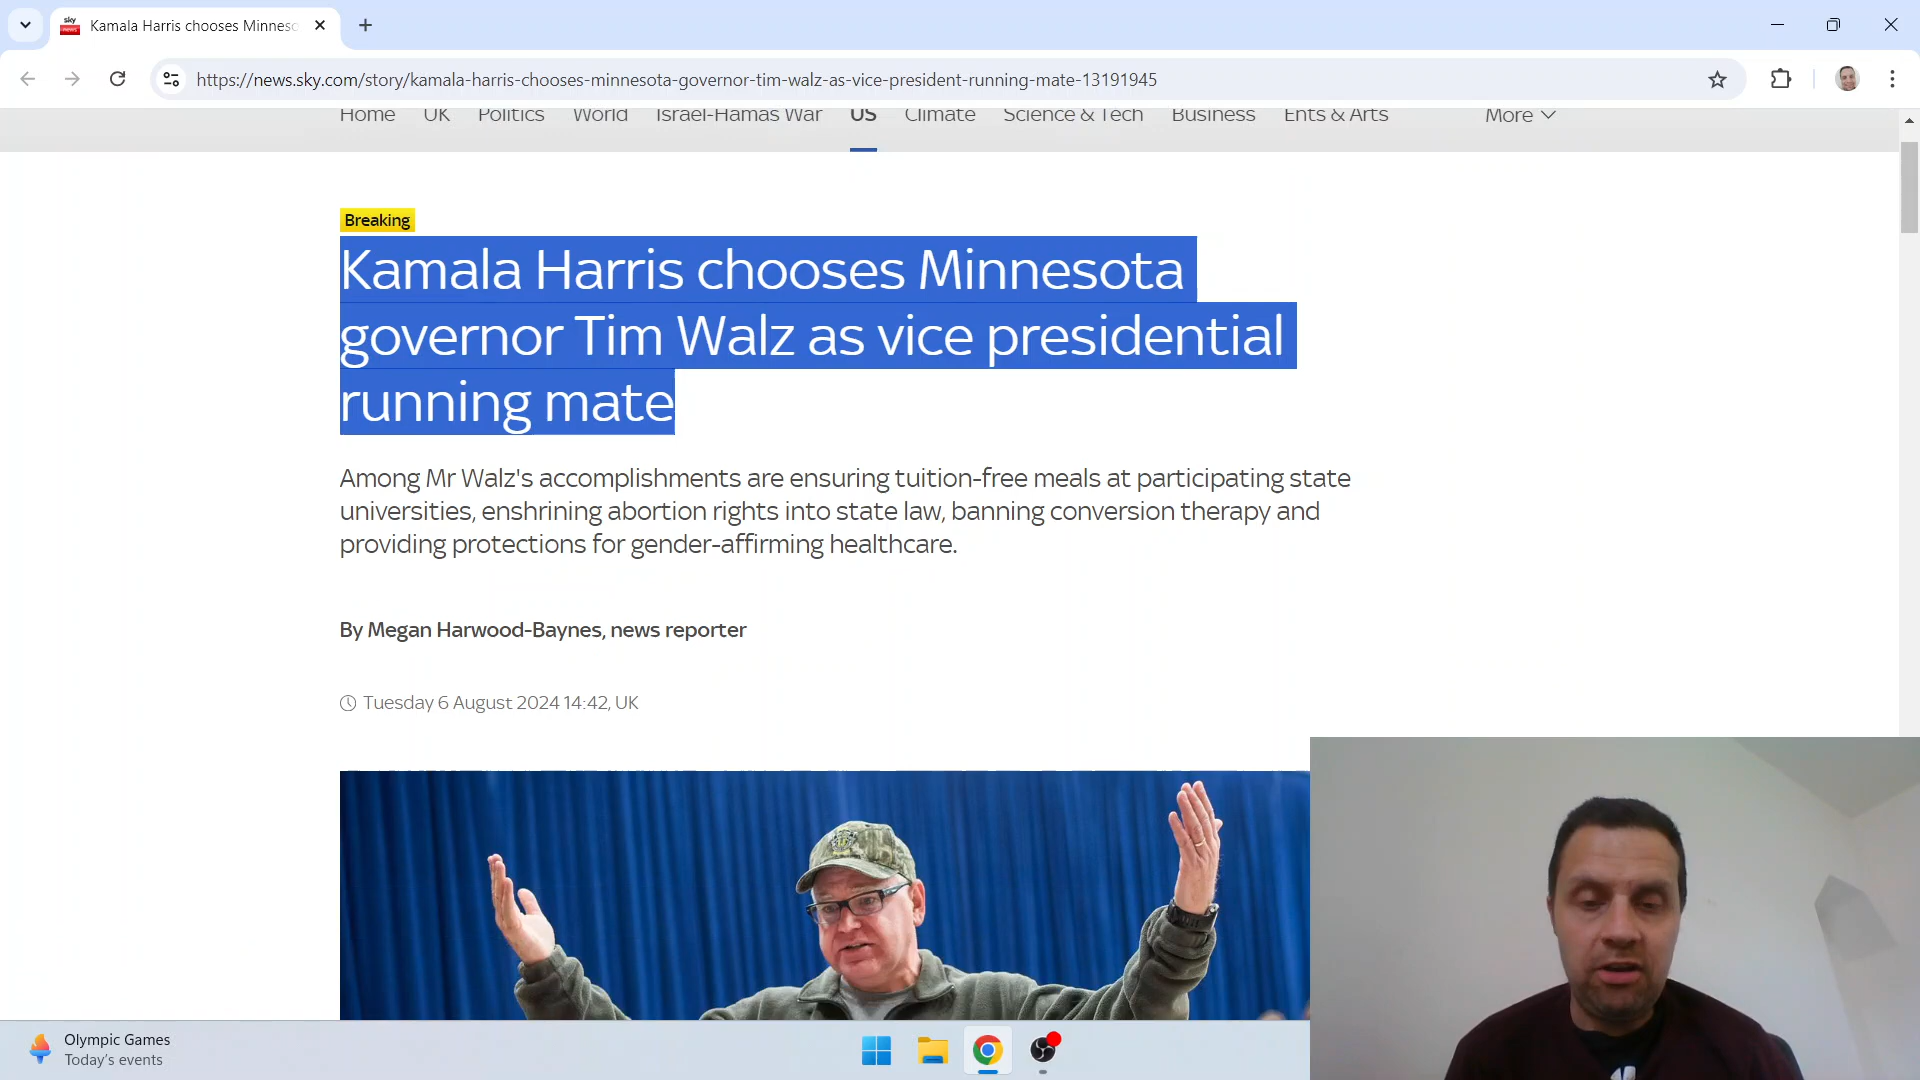 sky news
Kamala Harris chooses Minneso
https://news.sky.com/story/kamala-harris-chooses-minnesota-governor-tim-walz-as-vice-president-running-mate-13191945
Home UK Politics World Israel-Hamas War US Climate Science & Tech Business Ents & Arts More
Breaking
Kamala Harris chooses Minnesota
governor Tim Walz as vice presidential
running mate
Among Mr Walz's accomplishments are ensuring tuition-free meals at participating state
universities, enshrining abortion rights into state law, banning conversion therapy and
providing protections for gender-affirming healthcare.
By Megan Harwood-Baynes, news reporter
Tuesday 6 August 2024 14:42, UK
Olympic Games
Today's events